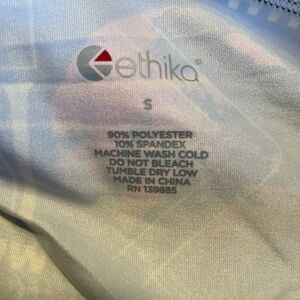 ethika®
S
90% POLYESTER
10% SPANDEX
MACHINE WASH COLD
DO NOT BLEACH
TUMBLE DRY LOW
MADE IN CHINA
RN 139885